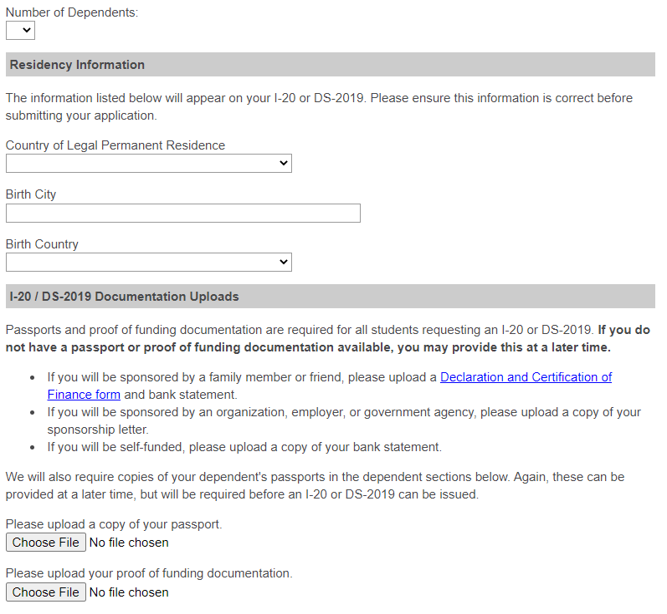 Number of Dependents:
Residency Information
The information listed below will appear on your I-20 or DS-2019. Please ensure this information is correct before
submitting your application.
Country of Legal Permanent Residence
Birth City
Birth Country
I-20 / DS-2019 Documentation Uploads
Passports and proof of funding documentation are required for all students requesting an I-20 or DS-2019. If you do
not have a passport or proof of funding documentation available, you may provide this at a later time.
• If you will be sponsored by a family member or friend, please upload a Declaration and Certification of
Finance form and bank statement.
• If you will be sponsored by an organization, employer, or government agency, please upload a copy of your
sponsorship letter.
• If you will be self-funded, please upload a copy of your bank statement.
We will also require copies of your dependent's passports in the dependent sections below. Again, these can be
provided at a later time, but will be required before an I-20 or DS-2019 can be issued.
Please upload a copy of your passport.
Choose File No file chosen
Please upload your proof of funding documentation.
Choose File No file chosen